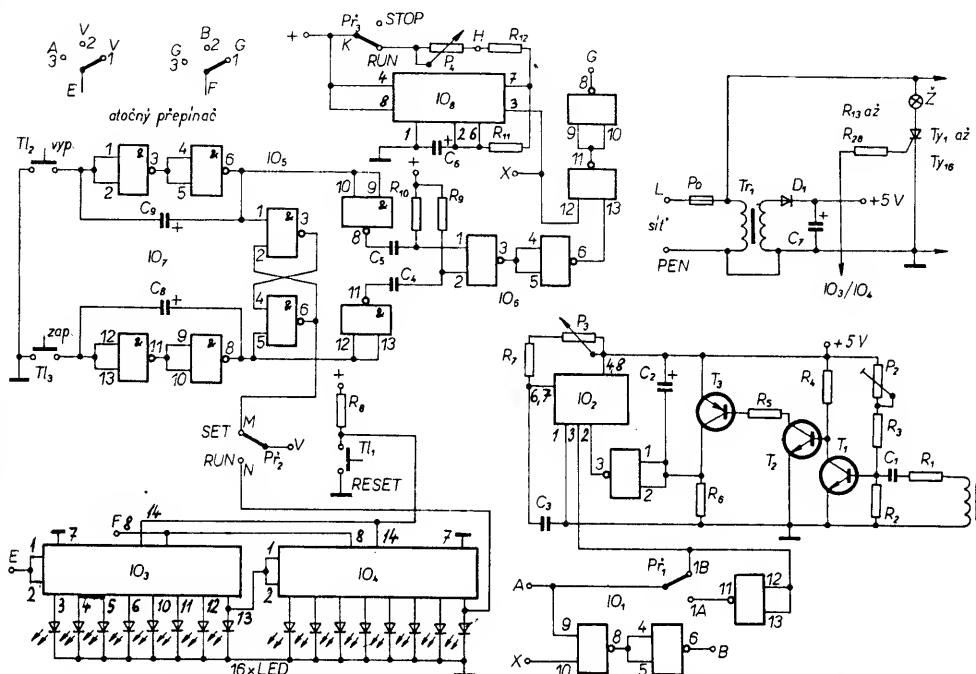 V
A 2 V
3 1
E
B
G 2 G
3 1
F
otočný přepínač
+
Př3
STOP
K
RUN
P4
H
R12
4
8
IO8
7
3
1
2
6
C6
R11
+
X
G
8
9
10
11
12
13
Tl2
vyp.
1
2
&
3
4
5
&
6
IO5
C9
+
10
9
&
8
C5
R10
R9
+
1
2
&
3
IO7
4
5
&
6
C8
+
11
C4
12
13
1
2
3
4
5
6
IO6
zap.
Tl3
12
13
&
11
9
10
&
8
SET
M
RUN
N
Př2
V
+
R8
Tl1
RESET
L
Po
síť
PEN
Tr1
D1
C7
+
+5 V
R13 až
R28
Ž
Ty1 až
Ty16
IO3/IO4
R7
P3
4
8
IO2
6,7
1
3
2
C2
+
3
1
2
C3
T3
R6
R5
T2
+5 V
R4
T1
P2
R3
R2
C1
R1
E
1
2
7
F
8
14
IO3
3
4
5
6
10
11
12
13
1
2
8
14
7
IO4
16xLED
A
Př1
1B
1A
IO1
11
12
13
X
9
10
8
4
5
6
B